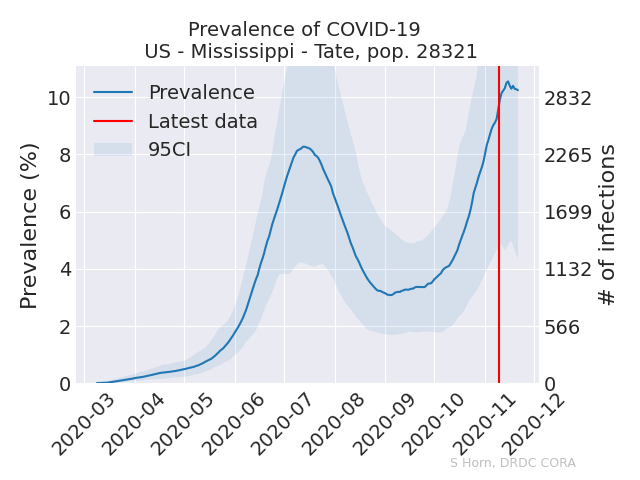 Prevalence of COVID-19
US - Mississippi - Tate, pop. 28321
Prevalence (%)
10
8
6
4
2
0
Prevalence
Latest data
95CI
2832
2265
1699
1132
566
0
# of infections
2020-03
2020-04
2020-05
2020-06
2020-07
2020-08
2020-09
2020-10
2020-11
2020-12
S Horn, DRDC CORA